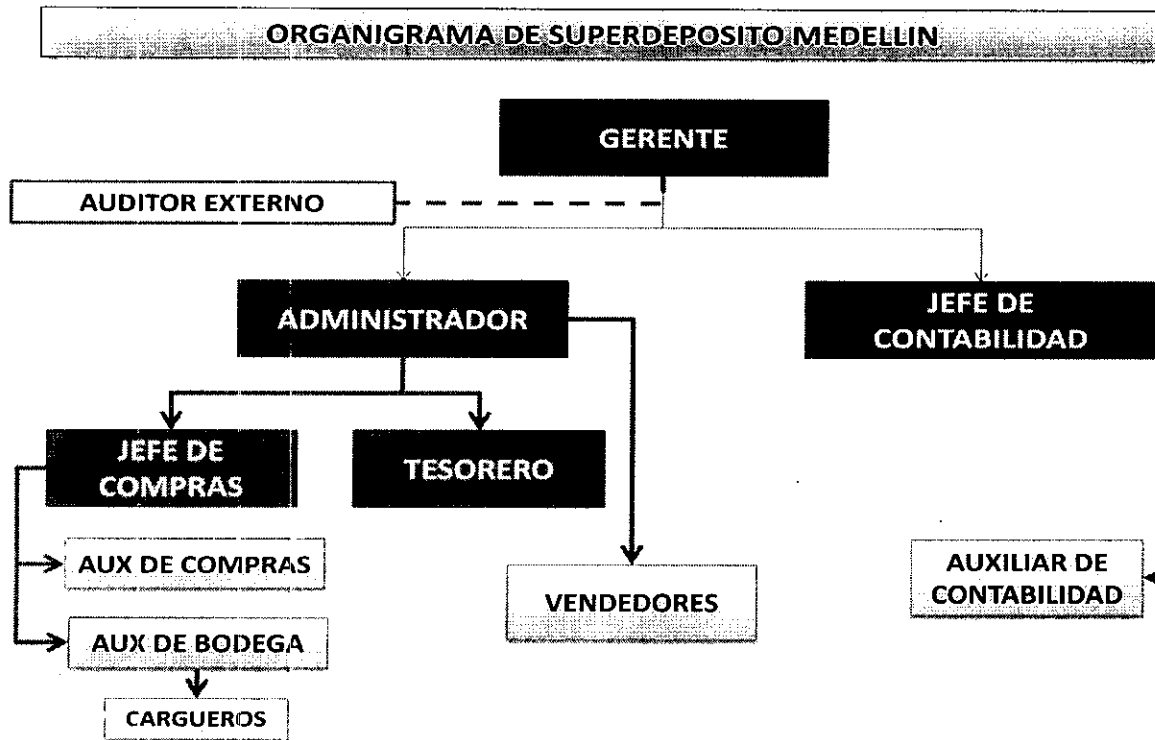 ORGANIGRAMA DE SUPERDEPOSITO MEDELLIN
GERENTE
AUDITOR EXTERNO
ADMINISTRADOR
JEFE DE
CONTABILIDAD
JEFE DE
COMPRAS
TESORERO
AUX DE COMPRAS
VENDEDORES
AUXILIAR DE
CONTABILIDAD
AUX DE BODEGA
CARGUEROS